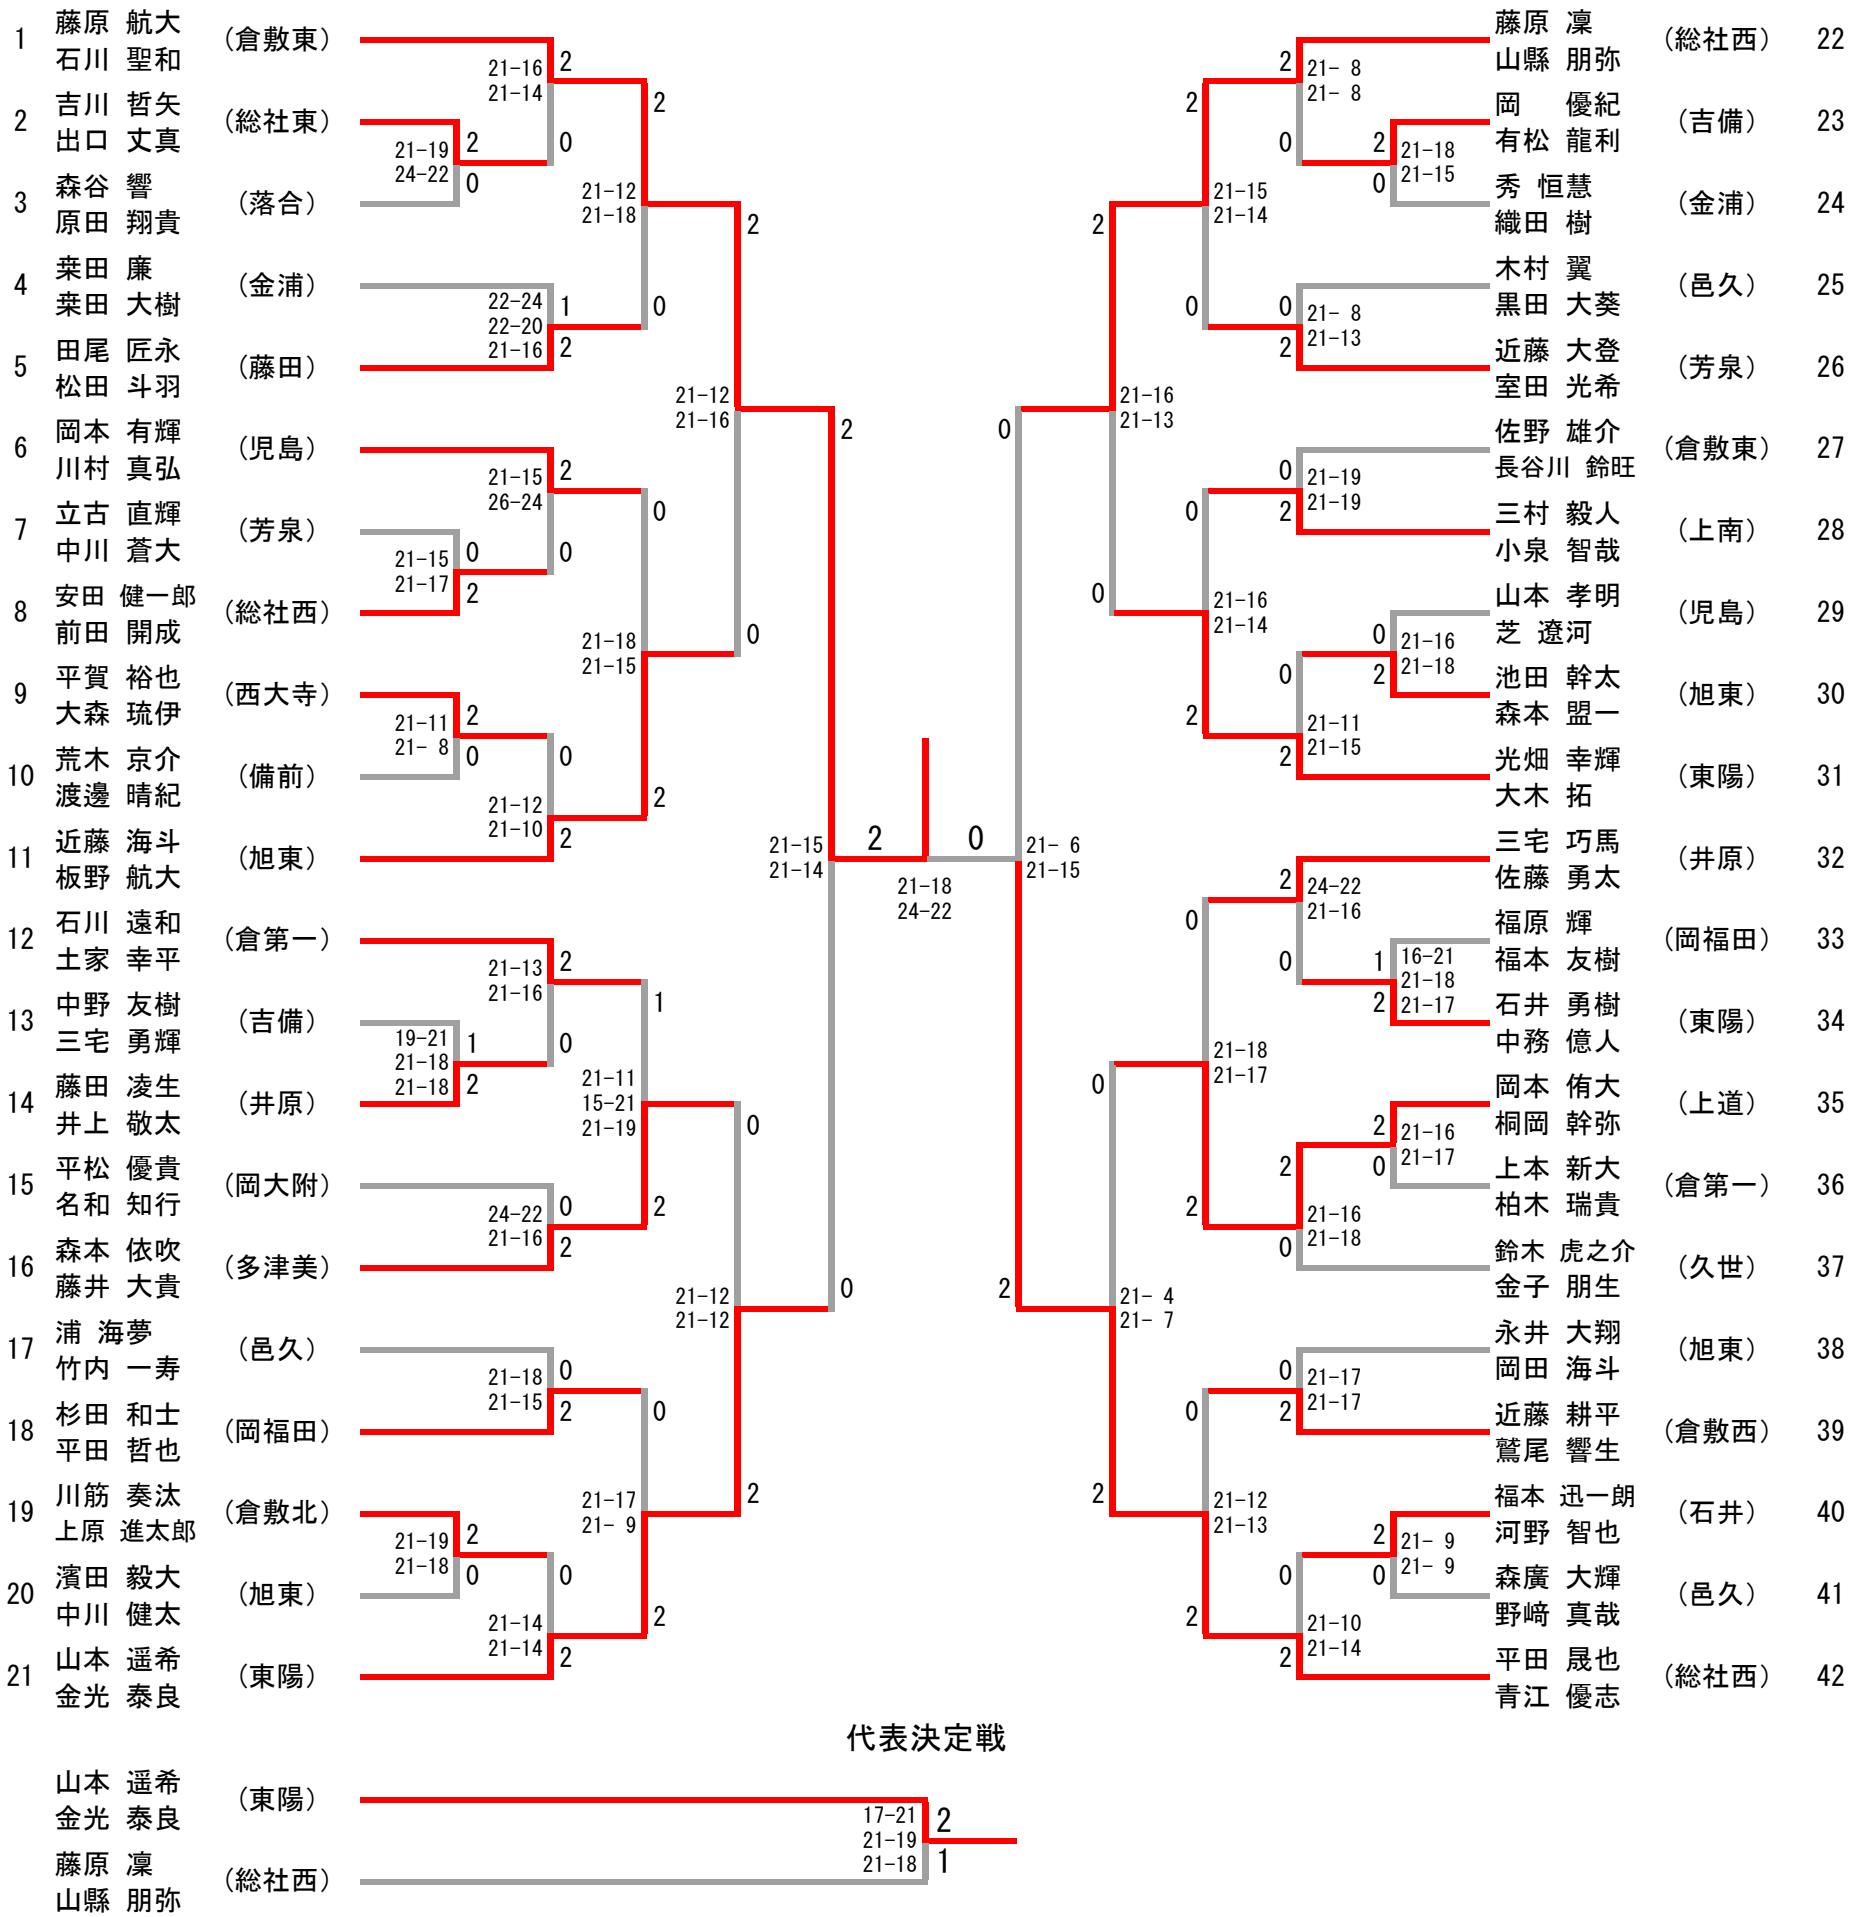 1 藤原 航大 (倉敷東)
石川 聖和
2 吉川 哲矢 (総社東)
出口 丈真
3 森谷 響 (落合)
原田 翔貴
4 桒田 廉 (金浦)
桒田 大樹
5 田尾 匠永 (藤田)
松田 斗羽
6 岡本 有輝 (児島)
川村 真弘
7 立古 直輝 (芳泉)
中川 蒼大
8 安田 健一郎 (総社西)
前田 開成
9 平賀 裕也 (西大寺)
大森 琉伊
10 荒木 京介 (備前)
渡邊 晴紀
11 近藤 海斗 (旭東)
板野 航大
12 石川 遠和 (倉第一)
土家 幸平
13 中野 友樹 (吉備)
三宅 勇輝
14 藤田 凌生 (井原)
井上 敬太
15 平松 優貴 (岡大附)
名和 知行
16 森本 依吹 (多津美)
藤井 大貴
17 浦 海夢 (邑久)
竹内 一寿
18 杉田 和士 (岡福田)
平田 哲也
19 川筋 奏汰 (倉敷北)
上原 進太郎
20 濱田 毅大 (旭東)
中川 健太
21 山本 遥希 (東陽)
金光 泰良
21-19 2
24-22 0
21-15 0
21-17 2
21-11 2
21- 8 0
19-21 1
21-18
21-18 2
21-19 2
21-18 0
21-16 2
21-14 0
22-24 1
22-20
21-16 2
21-15 2
26-24 0
0
21-12
21-10 2
21-13 2
21-16 0
0
24-22
21-16 2
0
21-18
21-15 2
0
21-14
21-14 2
2
21-12
21-18 0
0
21-18
21-15 2
1
21-11
15-21
21-19 2
0
21-17
21- 9 2
2
21-12
21-16 0
0
21-12
21-12 2
2
21-15
21-14 0
2 0
21-18
24-22
0
21- 6
21-15
2
2
21-16
21-13
0
0
21- 4
21- 7
2
2
21-15
21-14
0
0
21-16
21-14
2
0
21-18
21-17
2
0
21-12
21-13
2
2 21- 8
21- 8
0
0 21- 8
21-13
2
0 21-19
21-19
2
0
21-11
21-15
2
2 24-22
21-16
0
2
21-16
21-18
0
0 21-17
21-17
2
0
21-10
21-14
2
2 21-18
0 21-15
0 21-16
2 21-18
1 16-21
21-18
2 21-17
2 21-16
0 21-17
2 21- 9
0 21- 9
藤原 凜 (総社西) 22
山縣 朋弥
岡 優紀 (吉備) 23
有松 龍利
秀 恒慧 (金浦) 24
織田 樹
木村 翼 (邑久) 25
黒田 大葵
近藤 大登 (芳泉) 26
室田 光希
佐野 雄介 (倉敷東) 27
長谷川 鈴旺
三村 毅人 (上南) 28
小泉 智哉
山本 孝明 (児島) 29
芝 遼河
池田 幹太 (旭東) 30
森本 盟一
光畑 幸輝 (東陽) 31
大木 拓
三宅 巧馬 (井原) 32
佐藤 勇太
福原 輝 (岡福田) 33
福本 友樹
石井 勇樹 (東陽) 34
中務 億人
岡本 侑大 (上道) 35
桐岡 幹弥
上本 新大 (倉第一) 36
柏木 瑞貴
鈴木 虎之介 (久世) 37
金子 朋生
永井 大翔 (旭東) 38
岡田 海斗
近藤 耕平 (倉敷西) 39
鷲尾 響生
福本 迅一朗 (石井) 40
河野 智也
森廣 大輝 (邑久) 41
野﨑 真哉
平田 晟也 (総社西) 42
青江 優志
代表決定戦
山本 遥希 (東陽)
金光 泰良
17-21 2
21-19
21-18 1
藤原 凜 (総社西)
山縣 朋弥